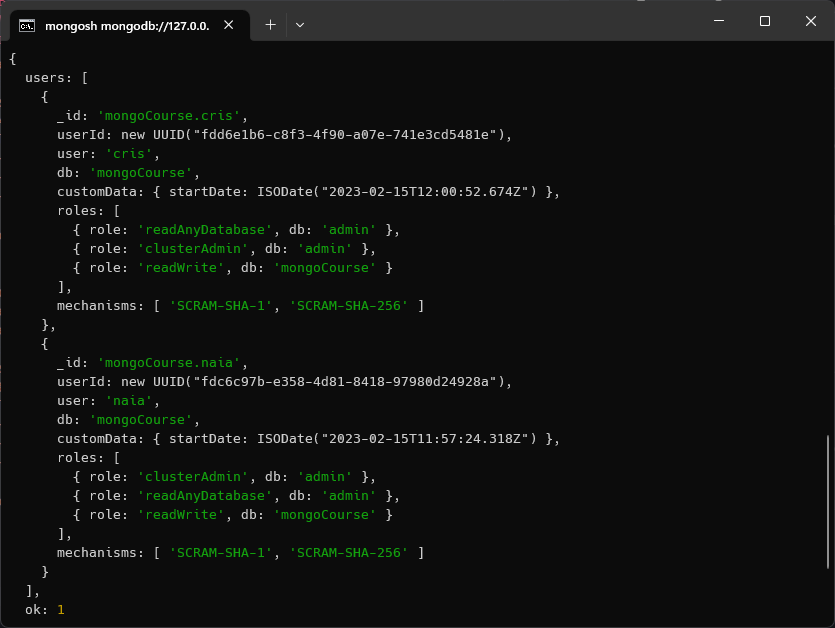 mongosh mongodb://127.0.0.
{
  users: [
    {
      _id: 'mongoCourse.cris',
      userId: new UUID("fdd6e1b6-c8f3-4f90-a07e-741e3cd5481e"),
      user: 'cris',
      db: 'mongoCourse',
      customData: { startDate: ISODate("2023-02-15T12:00:52.674Z") },
      roles: [
        { role: 'readAnyDatabase', db: 'admin' },
        { role: 'clusterAdmin', db: 'admin' },
        { role: 'readWrite', db: 'mongoCourse' }
      ],
      mechanisms: [ 'SCRAM-SHA-1', 'SCRAM-SHA-256' ]
    },
    {
      _id: 'mongoCourse.naia',
      userId: new UUID("fdc6c97b-e358-4d81-8418-97980d24928a"),
      user: 'naia',
      db: 'mongoCourse',
      customData: { startDate: ISODate("2023-02-15T11:57:24.318Z") },
      roles: [
        { role: 'clusterAdmin', db: 'admin' },
        { role: 'readAnyDatabase', db: 'admin' },
        { role: 'readWrite', db: 'mongoCourse' }
      ],
      mechanisms: [ 'SCRAM-SHA-1', 'SCRAM-SHA-256' ]
    }
  ],
  ok: 1